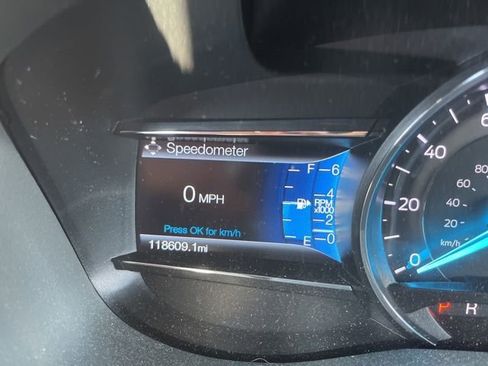 Speedometer
0 MPH
Press OK for km/h
118609.1mi
F
E
6
4
RPM
x1000
2
0
6
40
20
0
80
60
40
20
km/h
P R